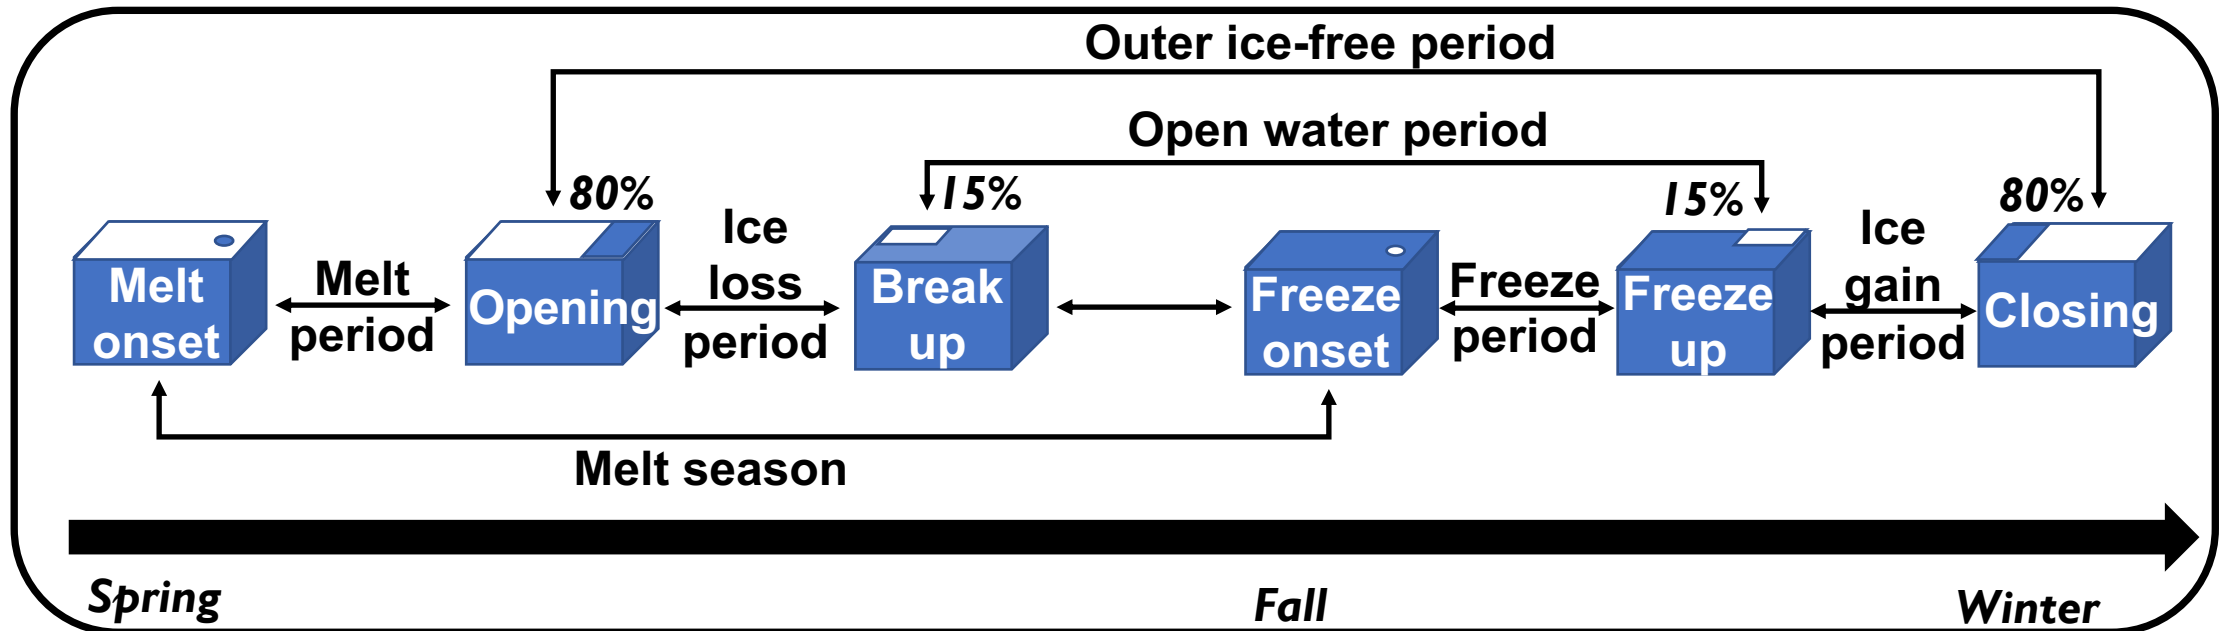 Outer ice-free period
Open water period
80%
15%
15%
80%
Melt
onset
Melt
period
Opening
Ice
loss
period
Break
up
Freeze
onset
Freeze
period
Freeze
up
Ice
gain
period
Closing
Melt season
Spring
Fall
Winter